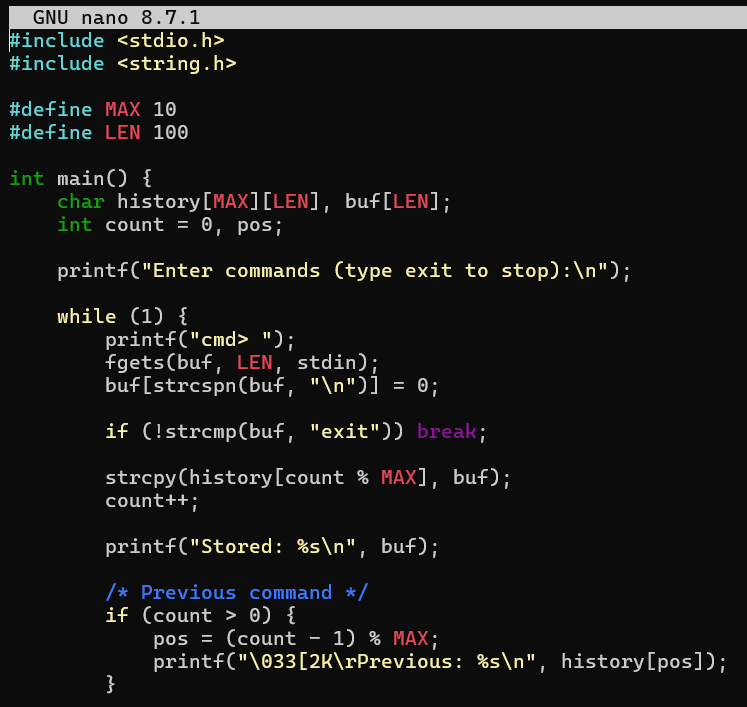 GNU nano 8.7.1
#include <stdio.h>
#include <string.h>

#define MAX 10
#define LEN 100

int main() {
    char history[MAX][LEN], buf[LEN];
    int count = 0, pos;

    printf("Enter commands (type exit to stop):\n");

    while (1) {
        printf("cmd> ");
        fgets(buf, LEN, stdin);
        buf[strcspn(buf, "\n")] = 0;

        if (!strcmp(buf, "exit")) break;

        strcpy(history[count % MAX], buf);
        count++;

        printf("Stored: %s\n", buf);

        /* Previous command */
        if (count > 0) {
            pos = (count - 1) % MAX;
            printf("\033[2K\rPrevious: %s\n", history[pos]);
        }